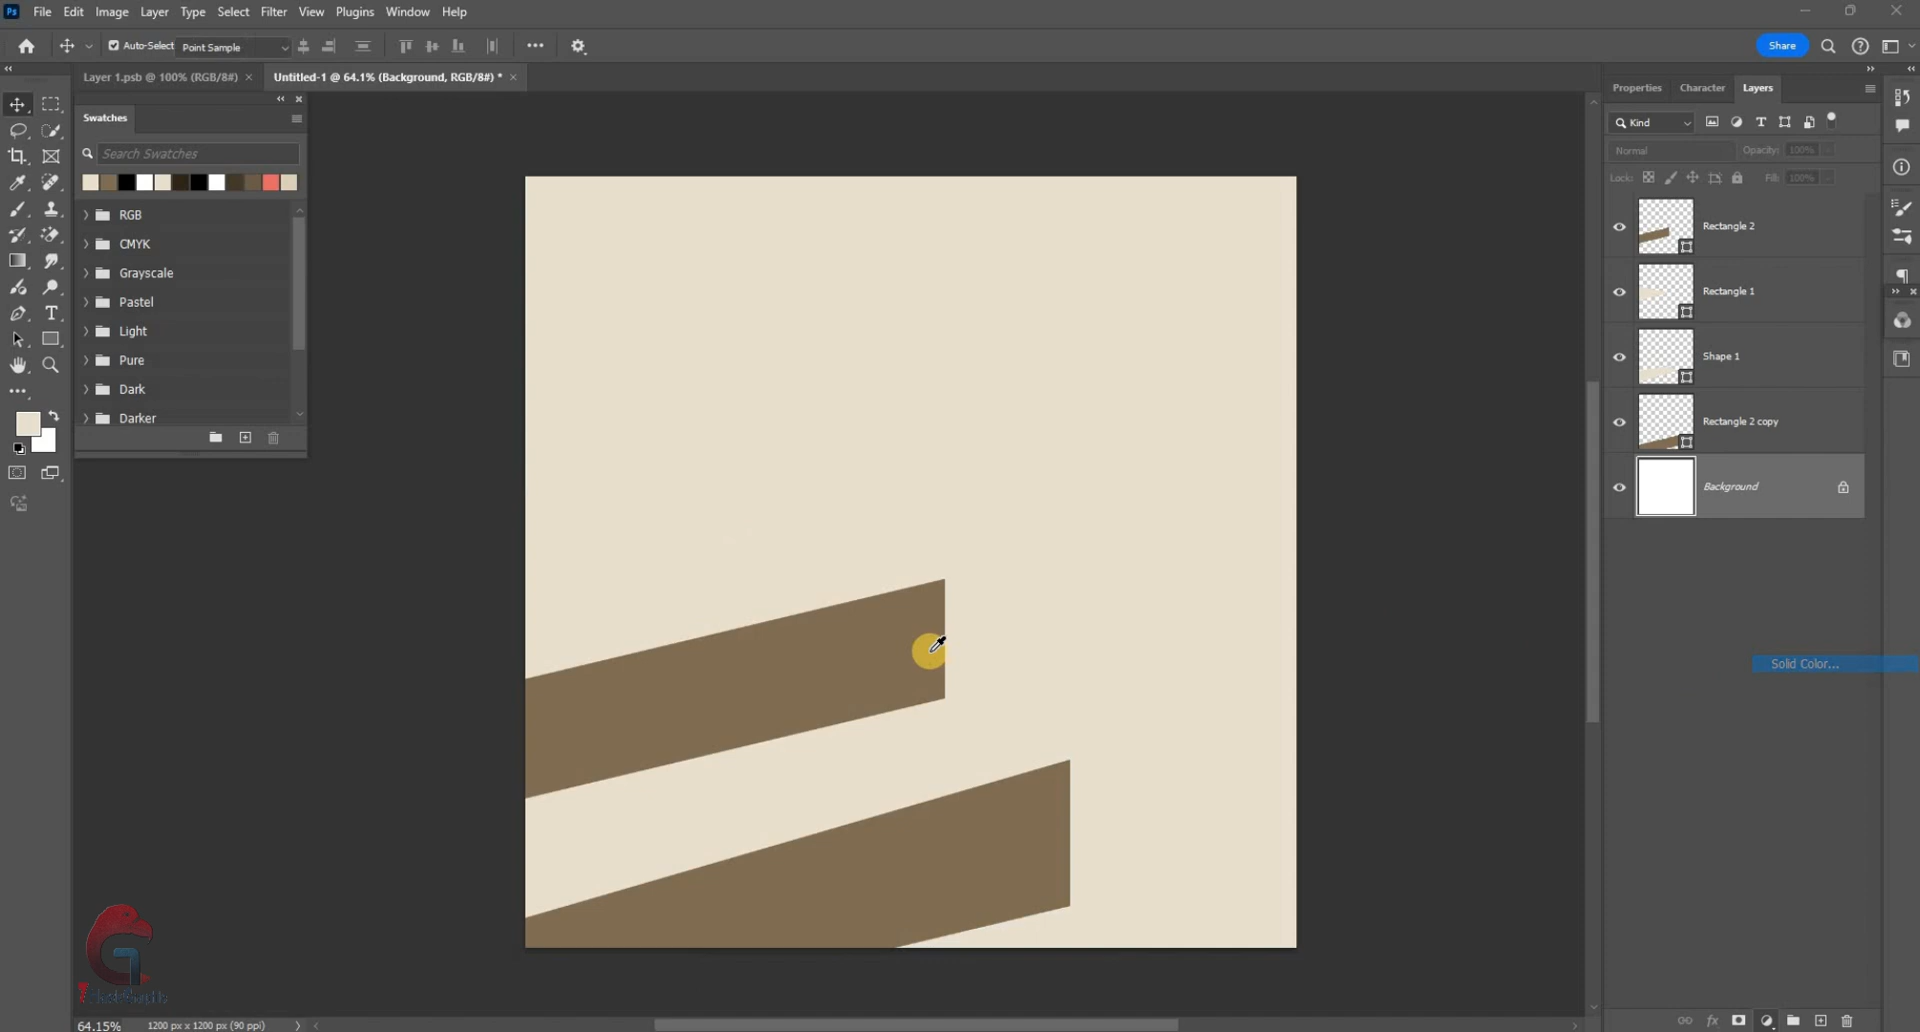 Ps File Edit Image Layer Type Select Filter View Plugins Window Help
Auto-Select Point Sample Share
Layer 1.psb @ 100% (RGB/8#) × Untitled-1 @ 64.1% (Background, RGB/8#) * ×
Swatches
Search Swatches
RGB
CMYK
Grayscale
Pastel
Light
Pure
Dark
Darker
Properties Character Layers
Kind
Normal Opacity: 100%
Lock: Fill: 100%
Rectangle 2
Rectangle 1
Shape 1
Rectangle 2 copy
Background
Solid Color...
64.15% 1200 px x 1200 px (90 ppi)